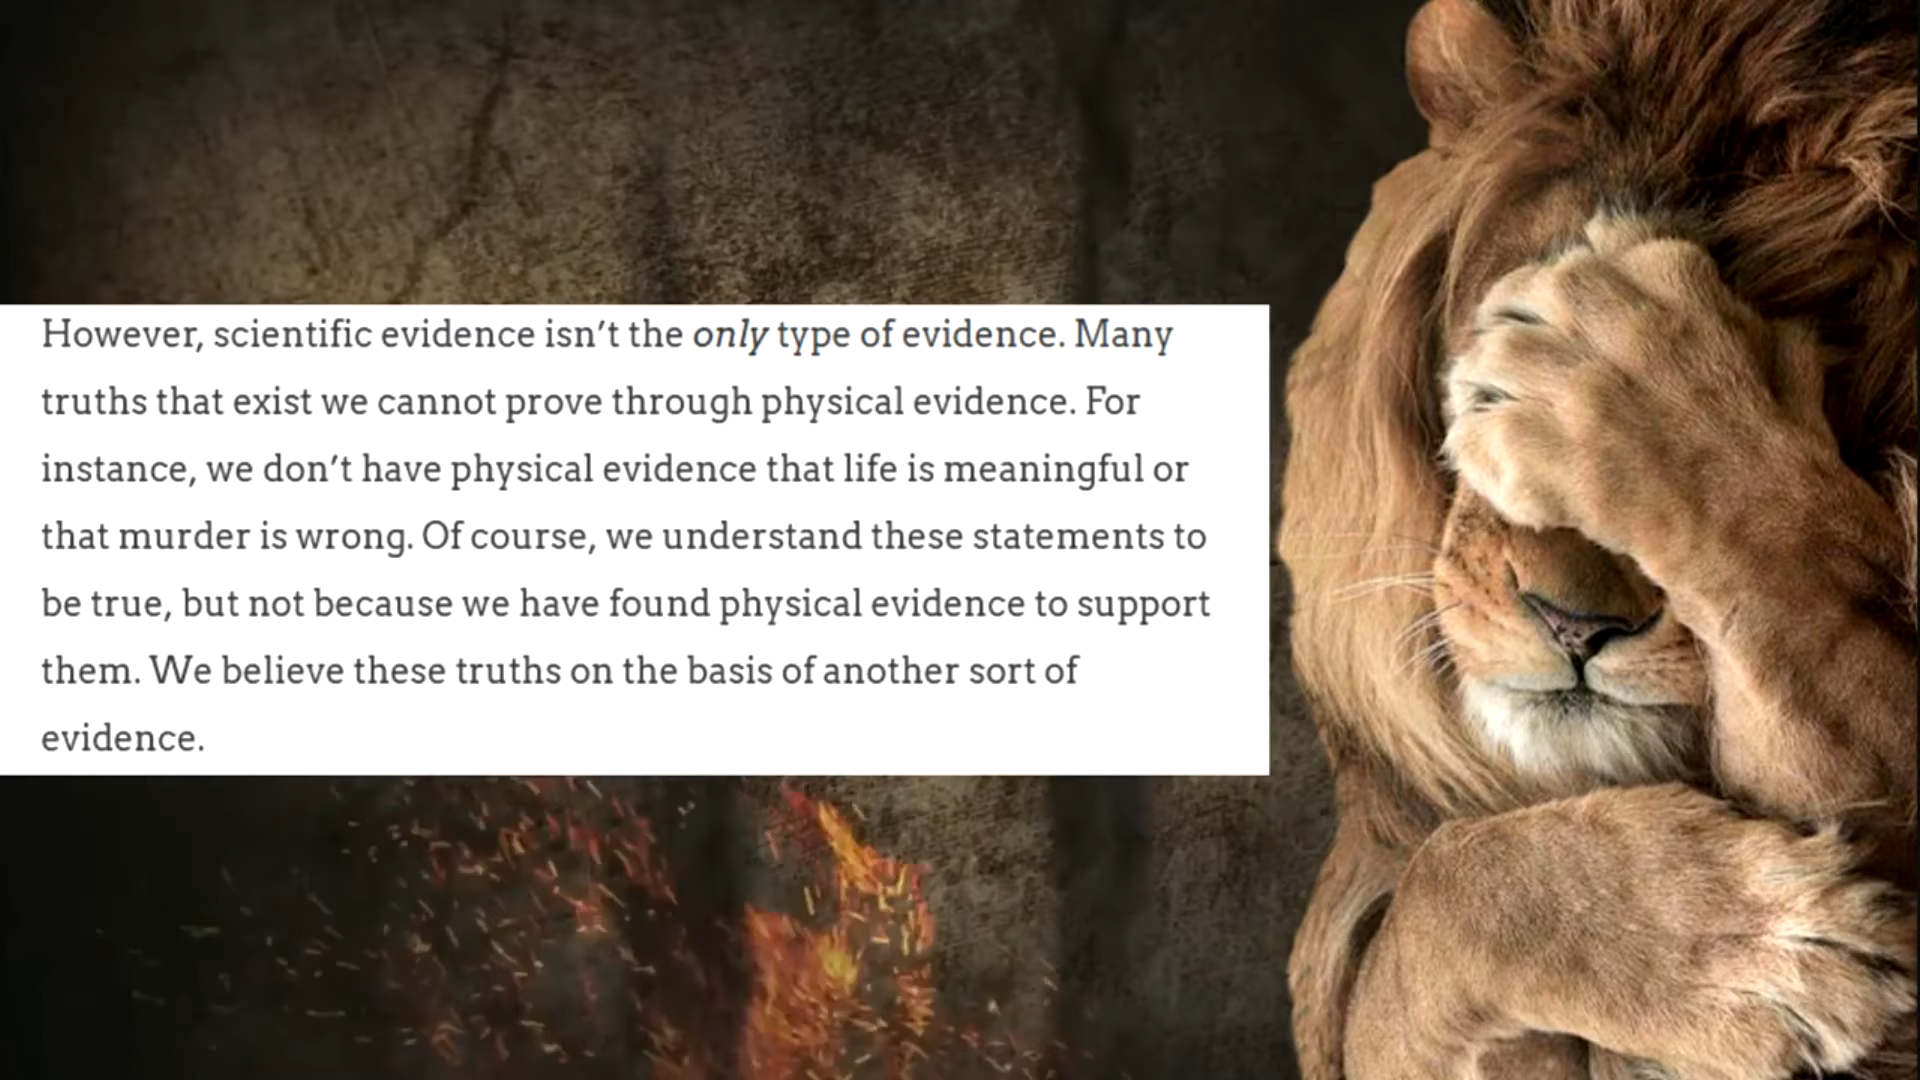 However, scientific evidence isn’t the only type of evidence. Many
truths that exist we cannot prove through physical evidence. For
instance, we don’t have physical evidence that life is meaningful or
that murder is wrong. Of course, we understand these statements to
be true, but not because we have found physical evidence to support
them. We believe these truths on the basis of another sort of
evidence.